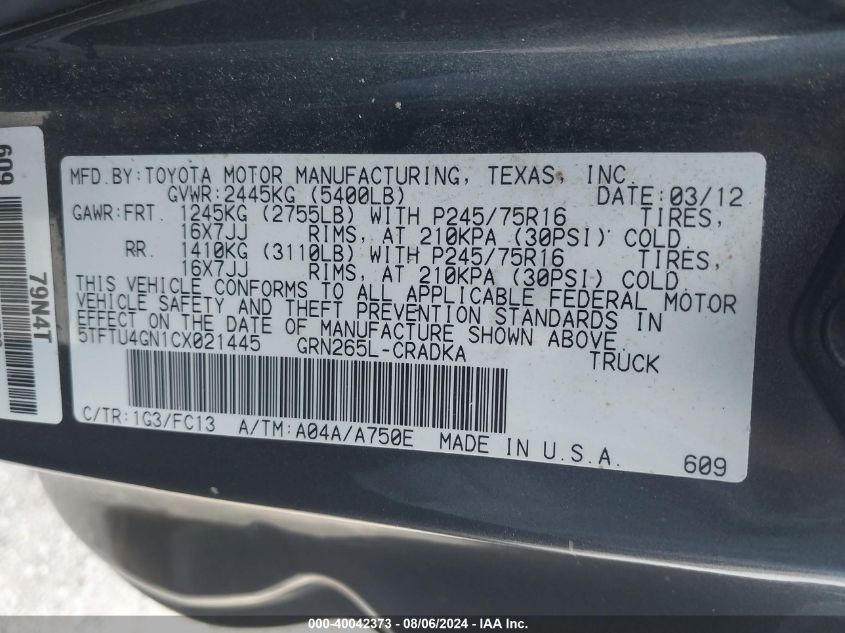 MFD.BY:TOYOTA MOTOR MANUFACTURING, TEXAS, INC
GVWR:2445KG (5400LB) DATE:03/12
GAWR:FRT. 1245KG (2755LB) WITH P245/75R16 TIRES,
16X7JJ RIMS, AT 210KPA (30PSI) COLD.
RR. 1410KG (3110LB) WITH P245/75R16 TIRES,
16X7JJ RIMS, AT 210KPA (30PSI) COLD.
THIS VEHICLE CONFORMS TO ALL APPLICABLE FEDERAL MOTOR
VEHICLE SAFETY AND THEFT PREVENTION STANDARDS IN
EFFECT ON THE DATE OF MANUFACTURE SHOWN ABOVE.
5TFTU4GN1CX021445 GRN265L-CRADKA TRUCK
C/TR:1G3/FC13 A/TM:A04A/A750E MADE IN U.S.A.
609
609
79N4T
000-40042373 - 08/06/2024 - IAA Inc.